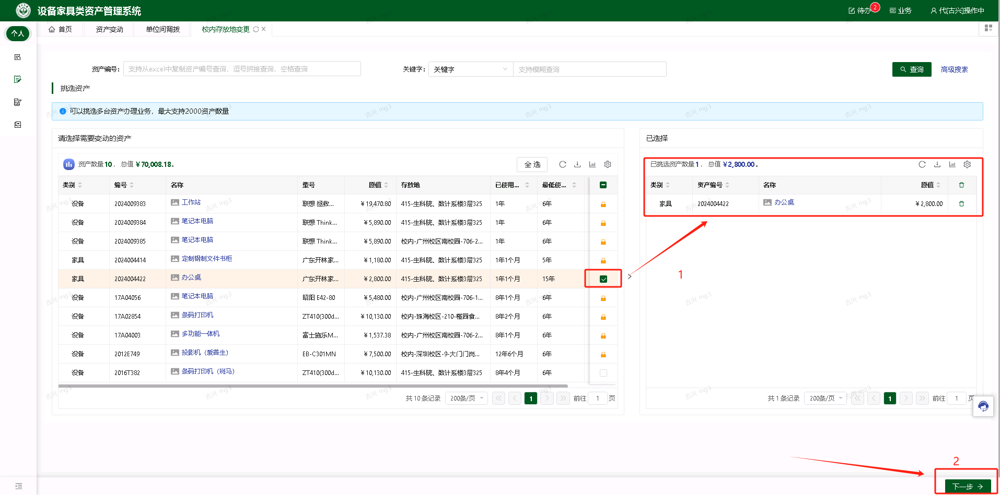 设备家具类资产管理系统
待办 2 业务 代[古兴]操作中
个人 首页 资产变动 单位间调拨 校内存放地变更
资产编号: 支持从excel中复制资产编号查询，逗号拼接查询，空格查询 关键字: 关键字 支持模糊查询 查询 高级搜索
挑选资产
可以挑选多台资产办理业务，最大支持2000资产数量
请选择需要变动的资产
资产数量10， 总值￥70,008.18。 全 选
类别 编号 名称 型号 原值 存放地 已使用... 最低使...
设备 2024009383 工作站 联想 拯救... ￥19,470.80 415-生科院、数计系楼3层325 1年 6年
设备 2024009384 笔记本电脑 联想 Think... ￥5,890.00 415-生科院、数计系楼3层325 1年 6年
设备 2024009385 笔记本电脑 联想 Think... ￥5,890.00 校内-广州校区南校园-706-2... 1年 6年
家具 2024004414 定制钢制文件书柜 广东开林家... ￥1,180.00 415-生科院、数计系楼3层325 1年1个月 5年
家具 2024004422 办公桌 广东开林家... ￥2,800.00 415-生科院、数计系楼3层325 1年1个月 15年
设备 17A04056 笔记本电脑 昭阳 E42-80 ￥5,480.00 校内-广州校区南校园-706-1... 8年1个月 6年
设备 17A02854 条码打印机 ZT410(300d... ￥10,130.00 校内-珠海校区-210-榕园食... 8年2个月 6年
设备 17A04003 多功能一体机 富士施乐M... ￥1,537.38 校内-广州校区南校园-706-2... 8年1个月 6年
设备 2012E749 投影机（爱普生） EB-C301MN ￥7,500.00 校内-深圳校区-9-大门门岗... 12年6个月 6年
设备 2016T382 条码打印机（斑马） ZT410(300d... ￥10,130.00 415-生科院、数计系楼3层325 8年4个月 6年
共 10 条记录 200条/页 1 前往 1 页
已选择
已挑选资产数量1， 总值￥2,800.00。
类别 资产编号 名称 原值
家具 2024004422 办公桌 ￥2,800.00
1
共 1 条记录 200条/页 1 前往 1 页
2
下一步
古兴 ing3